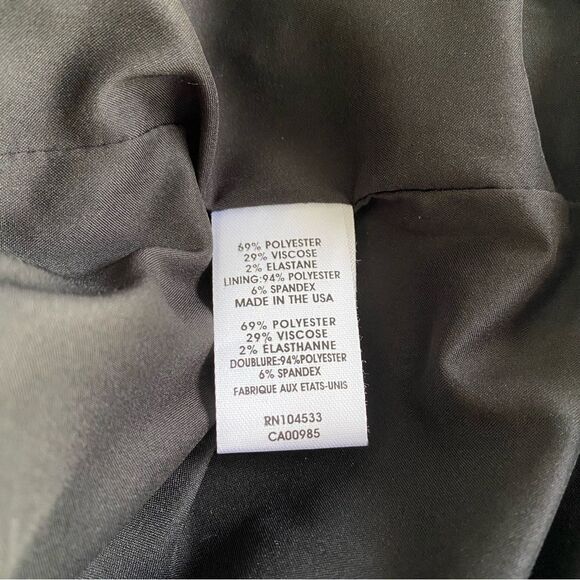 69% POLYESTER
29% VISCOSE
2% ELASTANE
LINING:94% POLYESTER
6% SPANDEX
MADE IN THE USA
69% POLYESTER
29% VISCOSE
2% ÉLASTHANNE
DOUBLURE:94%POLYESTER
6% SPANDEX
FABRIQUE AUX ETATS-UNIS
RN104533
CA00985